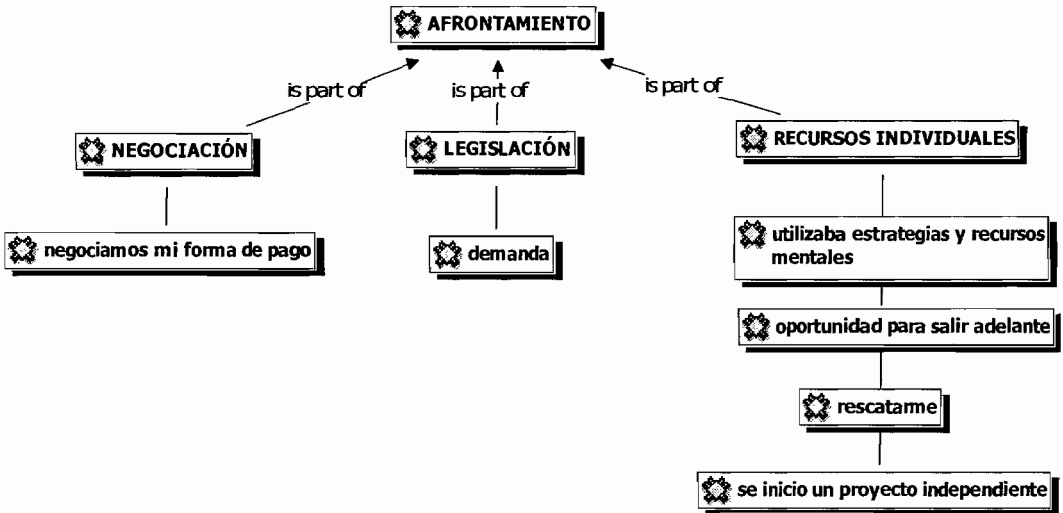 AFRONTAMIENTO
is part of
is part of
is part of
NEGOCIACIÓN
LEGISLACIÓN
RECURSOS INDIVIDUALES
negociamos mi forma de pago
demanda
utilizaba estrategias y recursos
mentales
oportunidad para salir adelante
rescatarme
se inicio un proyecto independiente